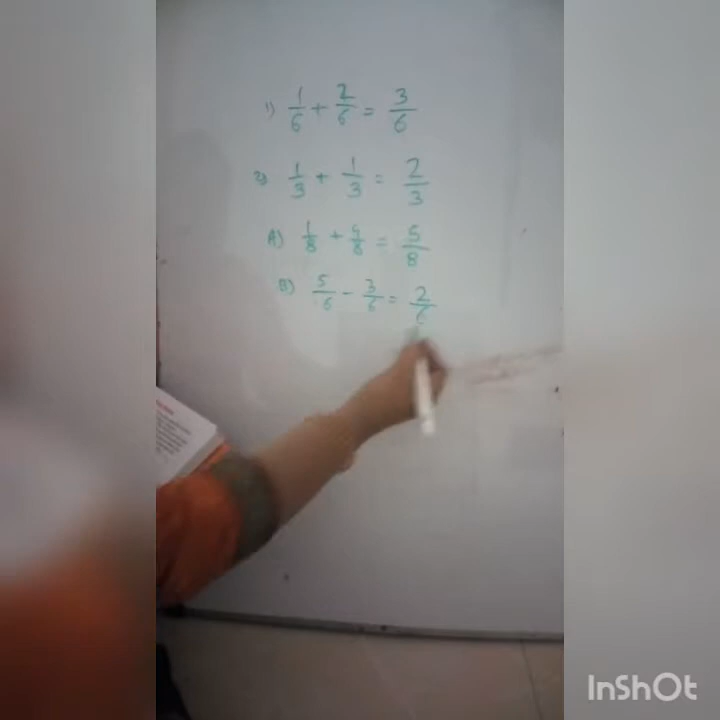 1) 1/6 + 2/6 = 3/6
2) 1/3 + 1/3 = 2/3
A) 1/8 + 4/8 = 5/8
B) 5/6 - 3/6 = 2/6
InShOt